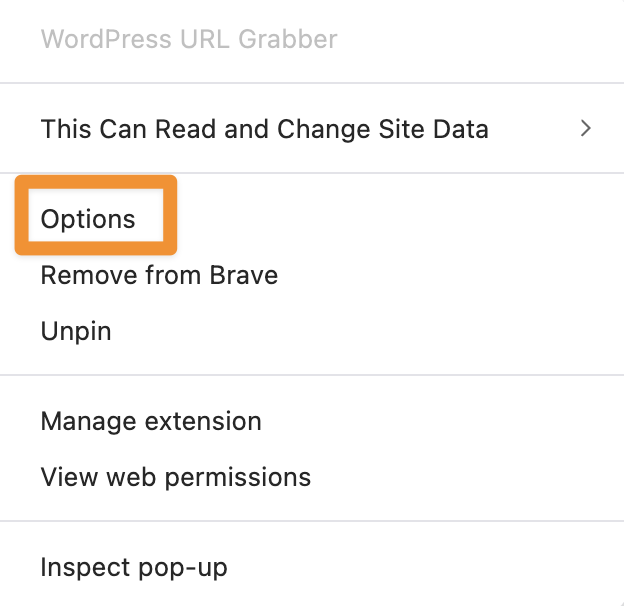 WordPress URL Grabber
This Can Read and Change Site Data
Options
Remove from Brave
Unpin
Manage extension
View web permissions
Inspect pop-up